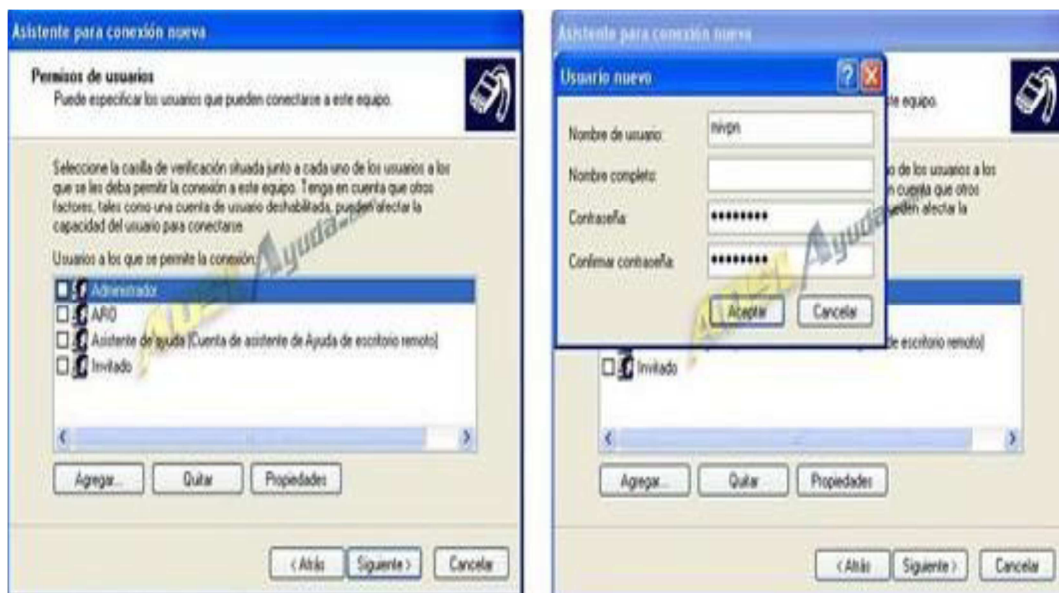 Asistente para conexión nueva
Permisos de usuarios
Puede especificar los usuarios que pueden conectarse a este equipo.
Seleccione la casilla de verificación situada junto a cada uno de los usuarios a los
que se les deba permitir la conexión a este equipo. Tenga en cuenta que otros
factores, tales como una cuenta de usuario deshabilitada, pueden afectar la
capacidad del usuario para conectarse.
Usuarios a los que se permite la conexión:
Administrador
ARO
Asistente de ayuda (Cuenta de asistente de Ayuda de escritorio remoto)
Invitado
Agregar... Quitar Propiedades
< Atrás Siguiente > Cancelar
Asistente para conexión nueva
Usuario nuevo
Nombre de usuario:
Nombre completo:
Contraseña: ••••••••
Confirmar contraseña: ••••••••
Aceptar Cancelar
te equipo.
o de los usuarios a los
n cuenta que otros
ueden afectar la
de escritorio remoto)
Invitado
Agregar... Quitar Propiedades
< Atrás Siguiente > Cancelar